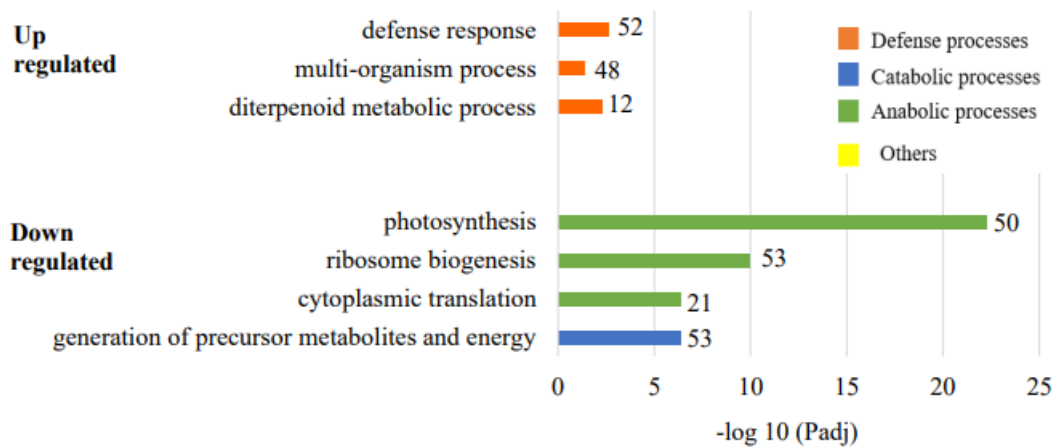 Up
regulated
defense response
52
multi-organism process
48
diterpenoid metabolic process
12
Defense processes
Catabolic processes
Anabolic processes
Others
Down
regulated
photosynthesis
50
ribosome biogenesis
53
cytoplasmic translation
21
generation of precursor metabolites and energy
53
0 5 10 15 20 25
-log 10 (Padj)